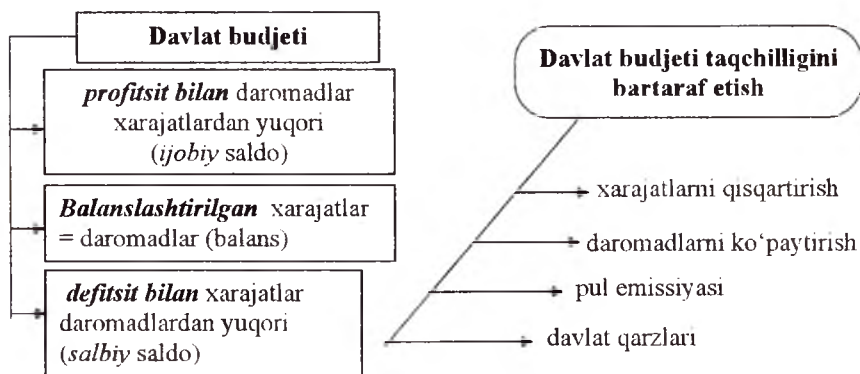 Davlat budjeti
profitsit bilan daromadlar
xarajatlardan yuqori
(ijobiy saldo)
Balanslashtirilgan xarajatlar
= daromadlar (balans)
defitsit bilan xarajatlar
daromadlardan yuqori
(salbiy saldo)
Davlat budjeti taqchilligini
bartaraf etish
xarajatlarni qisqartirish
daromadlarni ko‘paytirish
pul emissiyasi
davlat qarzlari